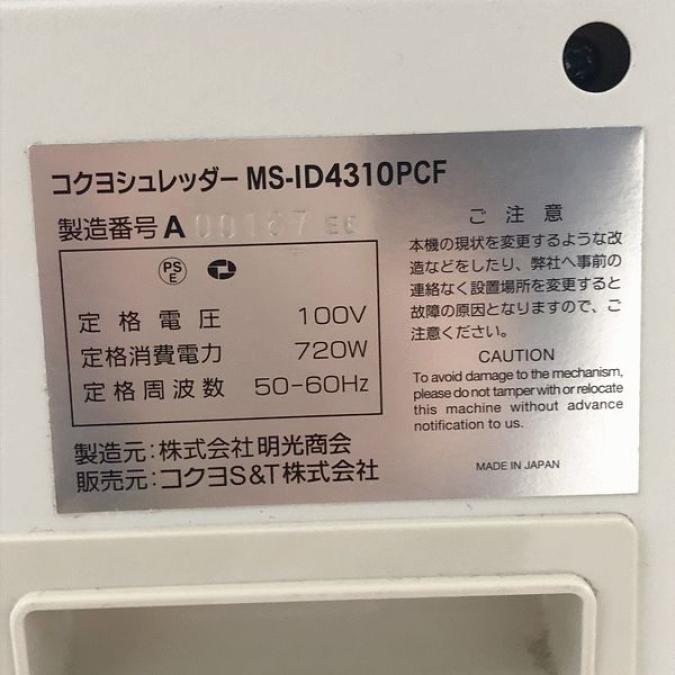 コクヨシュレッダー MS-ID4310PCF
製造番号 A 00167 E6
PS
E
定格電圧 100V
定格消費電力 720W
定格周波数 50-60Hz
製造元:株式会社明光商会
販売元:コクヨS&T株式会社
ご注意
本機の現状を変更するような改
造などをしたり、弊社へ事前の
連絡なく設置場所を変更すると
故障の原因となりますので、ご
注意ください。
CAUTION
To avoid damage to the mechanism,
please do not tamper with or relocate
this machine without advance
notification to us.
MADE IN JAPAN